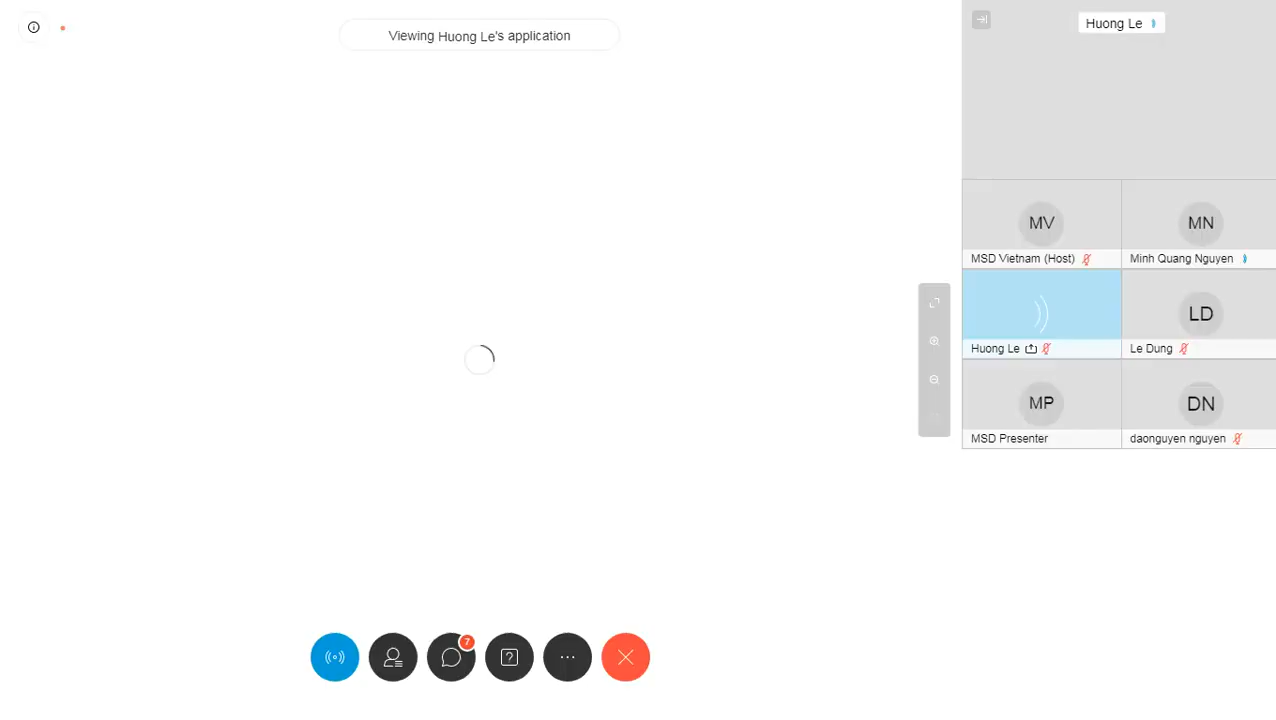 Viewing Huong Le's application
Huong Le
MV
MN
MSD Vietnam (Host)
Minh Quang Nguyen
LD
Huong Le
Le Dung
MP
DN
MSD Presenter
daonguyen nguyen
7
?